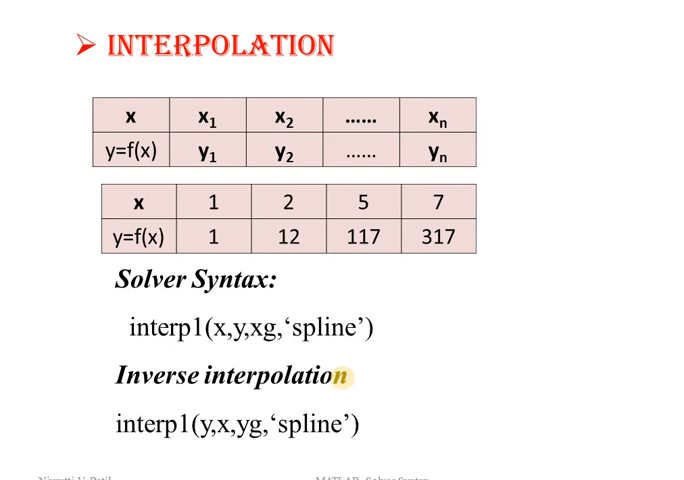 ➢ INTERPOLATION
x x₁ x₂ ...... xₙ
y=f(x) y₁ y₂ ...... yₙ
x 1 2 5 7
y=f(x) 1 12 117 317
Solver Syntax:
interp1(x,y,xg,‘spline’)
Inverse interpolation
interp1(y,x,yg,‘spline’)